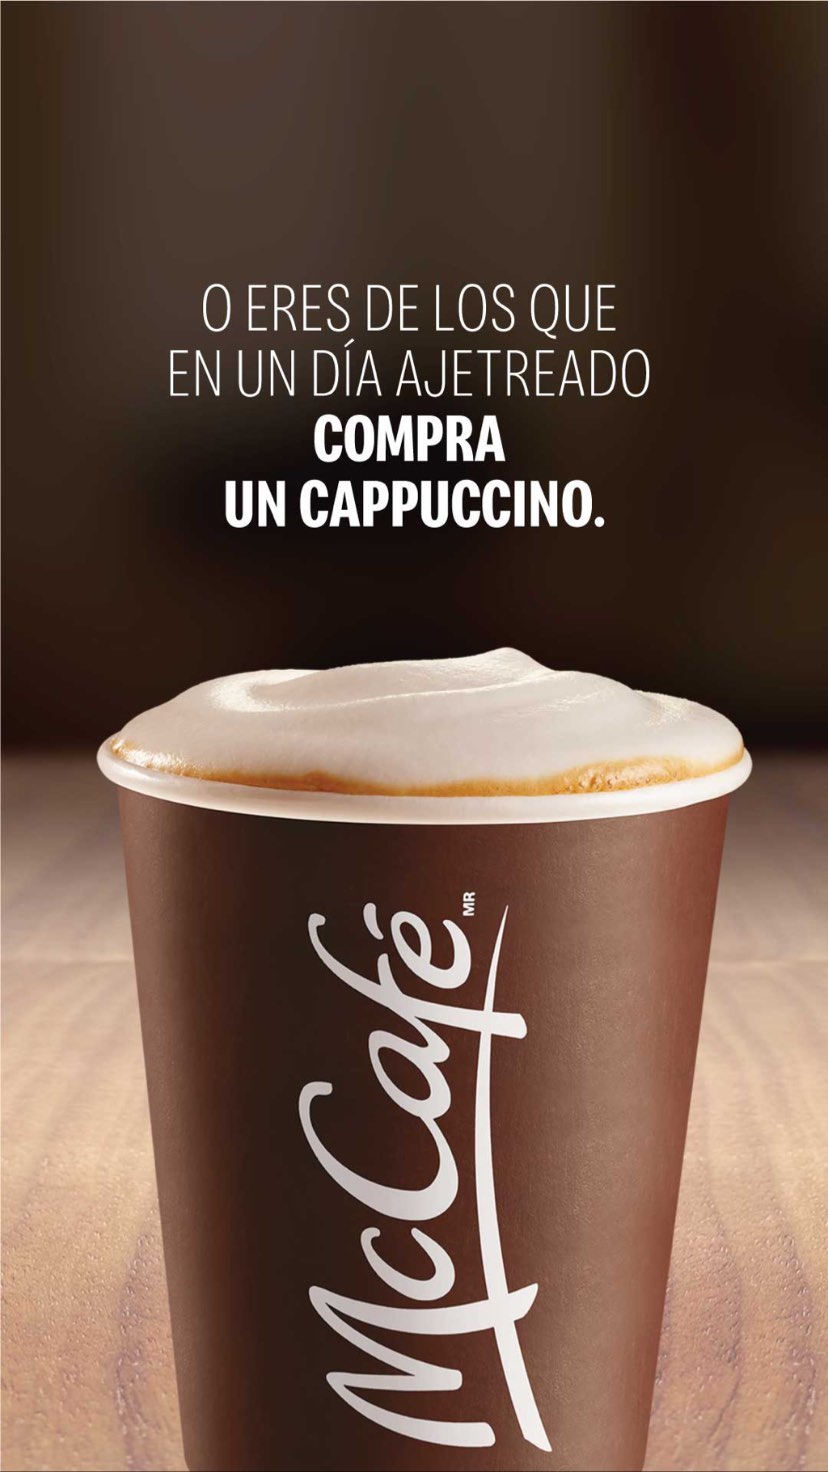 O ERES DE LOS QUE
EN UN DÍA AJETREADO
COMPRA
UN CAPPUCCINO.
McCafé MR